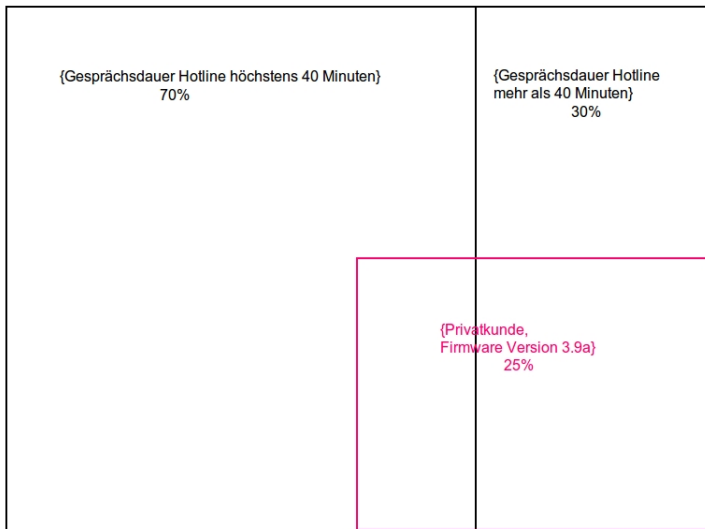 {Gesprächsdauer Hotline höchstens 40 Minuten}
70%
{Gesprächsdauer Hotline
mehr als 40 Minuten}
30%
{Privatkunde,
Firmware Version 3.9a}
25%